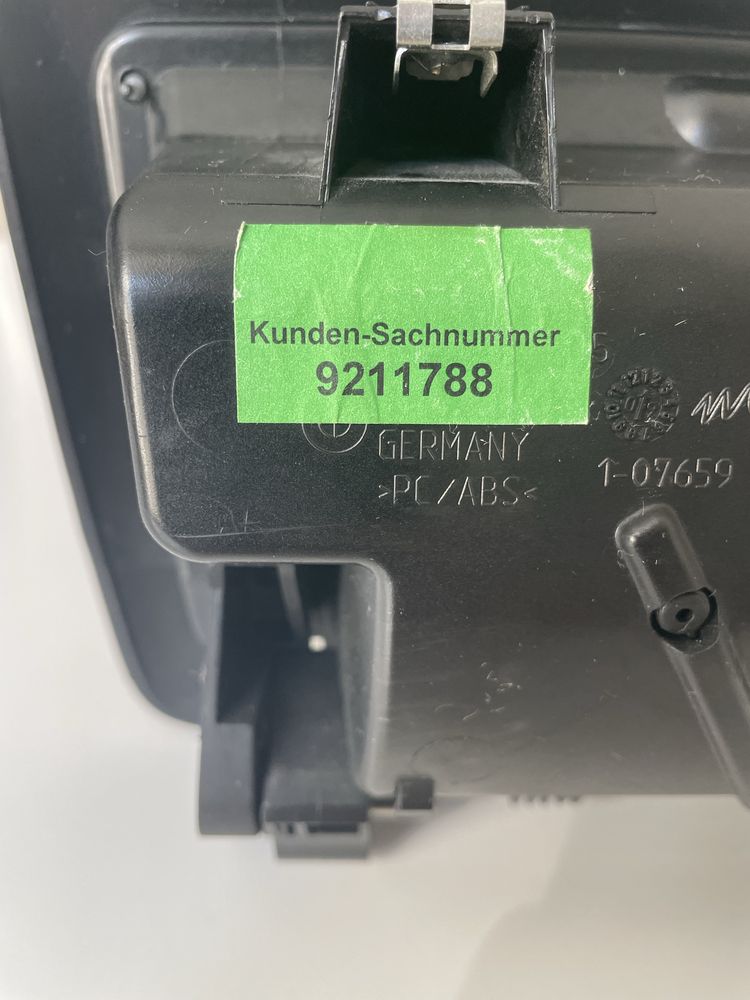 Kunden-Sachnummer
9211788
GERMANY
>PC/ABS<
1-07659